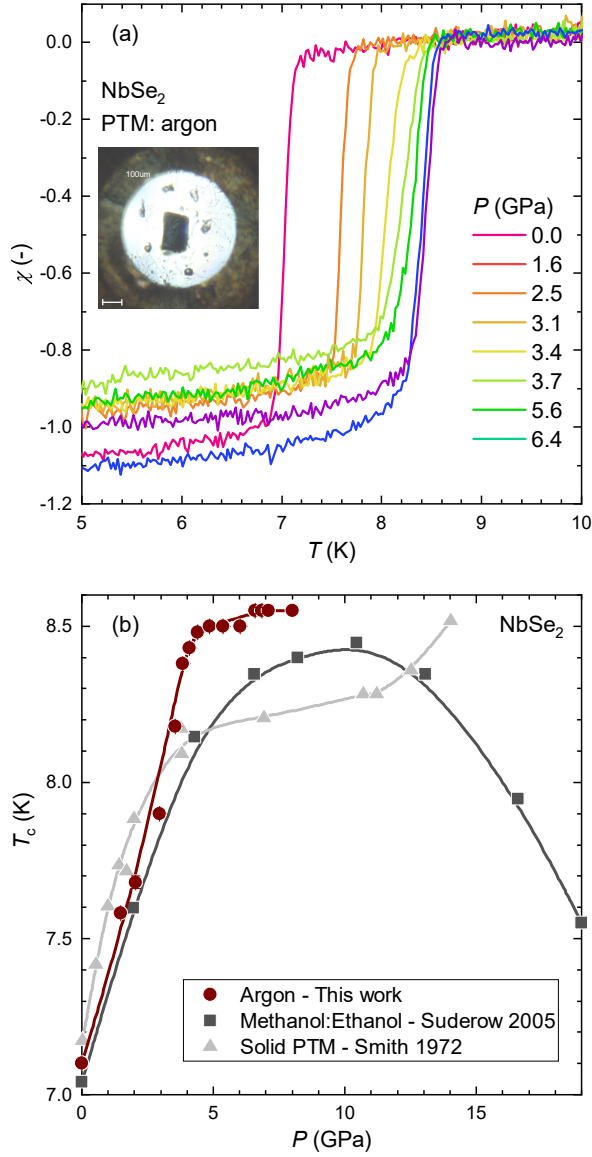 (a)
NbSe2
PTM: argon
100um
P (GPa)
0.0
1.6
2.5
3.1
3.4
3.7
5.6
6.4
0.0
-0.2
-0.4
-0.6
-0.8
-1.0
-1.2
χ (-)
5 6 7 8 9 10
T (K)
(b)
NbSe2
8.5
8.0
7.5
7.0
Tc (K)
Argon - This work
Methanol:Ethanol - Suderow 2005
Solid PTM - Smith 1972
0 5 10 15
P (GPa)